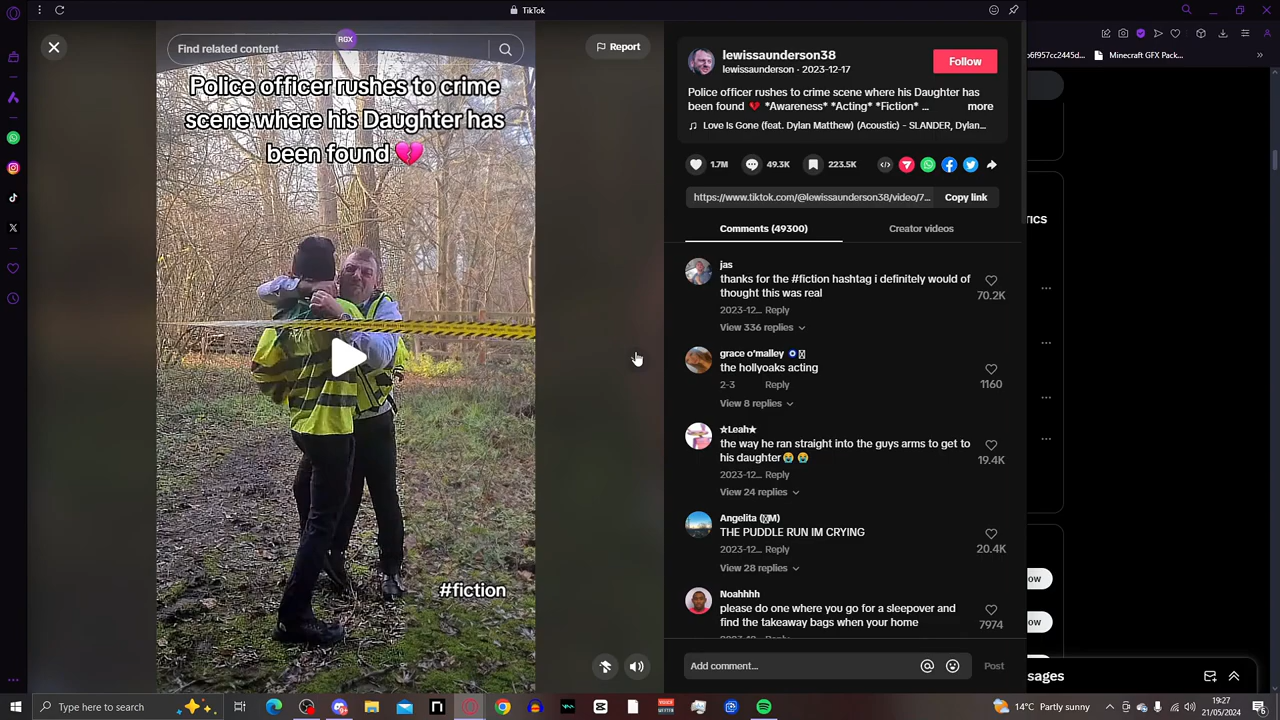 TikTok
Find related content
RGX
Report
Police officer rushes to crime
scene where his Daughter has
been found 💔
#fiction
lewissaunderson38
lewissaunderson · 2023-12-17
Follow
Police officer rushes to crime scene where his Daughter has
been found 💔 *Awareness* *Acting* *Fiction* ... more
♫ Love Is Gone (feat. Dylan Matthew) (Acoustic) - SLANDER, Dylan...
1.7M 49.3K 223.5K
https://www.tiktok.com/@lewissaunderson38/video/7... Copy link
Comments (49300) Creator videos
jas
thanks for the #fiction hashtag i definitely would of
thought this was real
70.2K
2023-12... Reply
View 336 replies
grace o'malley
the hollyoaks acting
1160
2-3 Reply
View 8 replies
☆Leah★
the way he ran straight into the guys arms to get to
his daughter😭 😭
19.4K
2023-12... Reply
View 24 replies
Angelita
THE PUDDLE RUN IM CRYING
20.4K
2023-12... Reply
View 28 replies
Noahhhh
please do one where you go for a sleepover and
find the takeaway bags when your home
7974
Add comment... Post
6f957cc2445d... Minecraft GFX Pac...
TICS
ow
ow
sages
Type here to search
14°C Partly sunny
19:27
21/05/2024